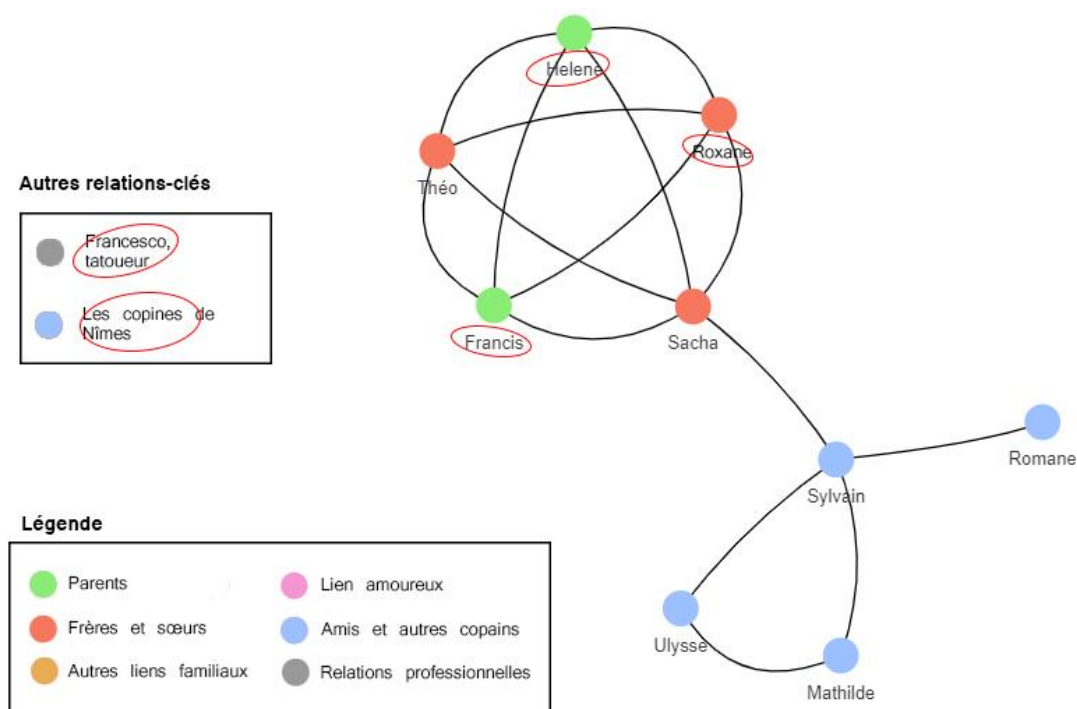 Helene
Roxane
Théo
Autres relations-clés
Francesco,
tatoueur
Les copines de
Nîmes
Francis
Sacha
Romane
Sylvain
Légende
Parents
Lien amoureux
Frères et sœurs
Amis et autres copains
Autres liens familiaux
Relations professionnelles
Ulysse
Mathilde